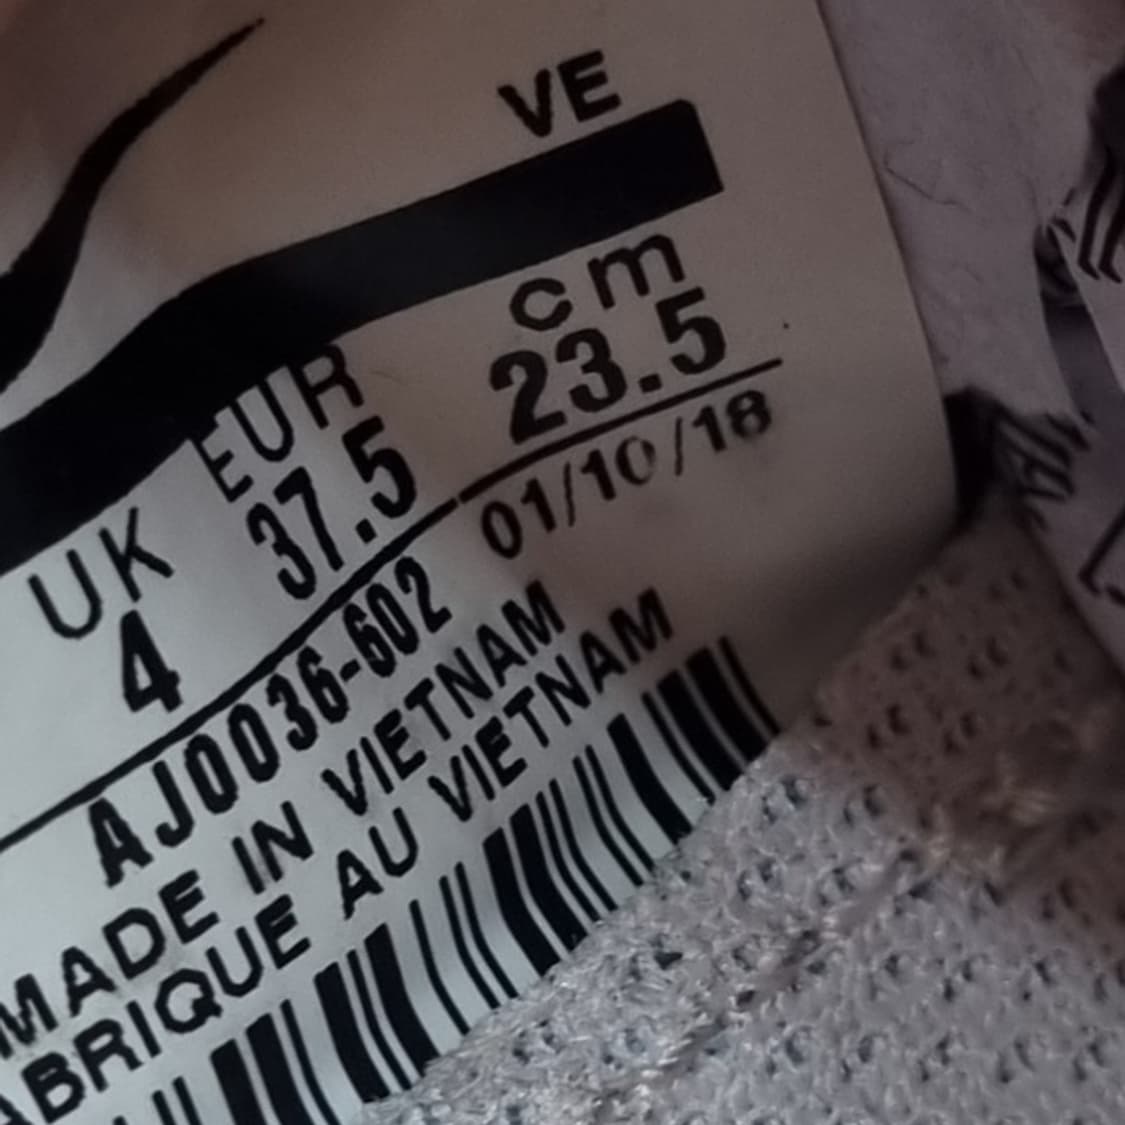 VE
UK EUR cm
4 37.5 23.5
AJ0036-602 01/10/18
MADE IN VIETNAM
ABRIQUE AU VIETNAM